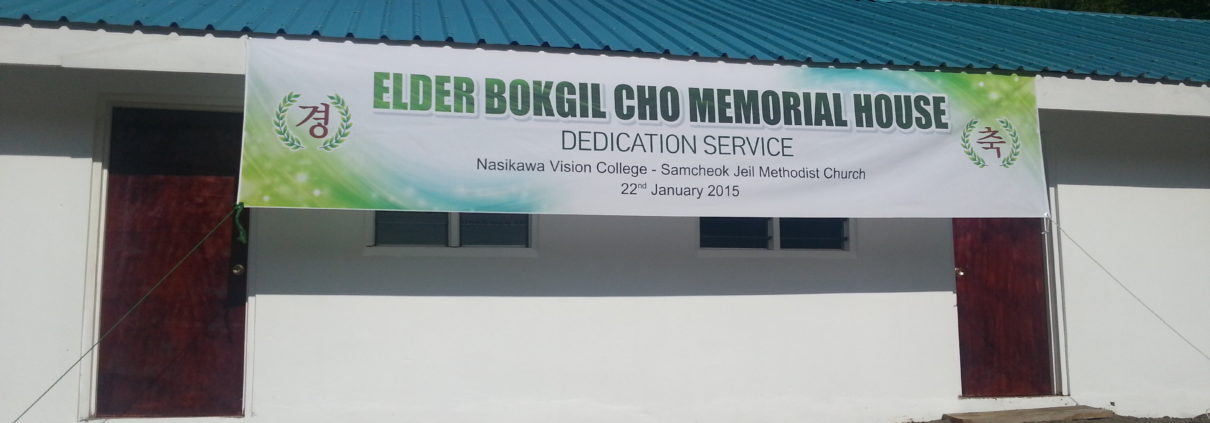 ELDER BOKGIL CHO MEMORIAL HOUSE
경
축
DEDICATION SERVICE
Nasikawa Vision College - Samcheok Jeil Methodist Church
22nd January 2015